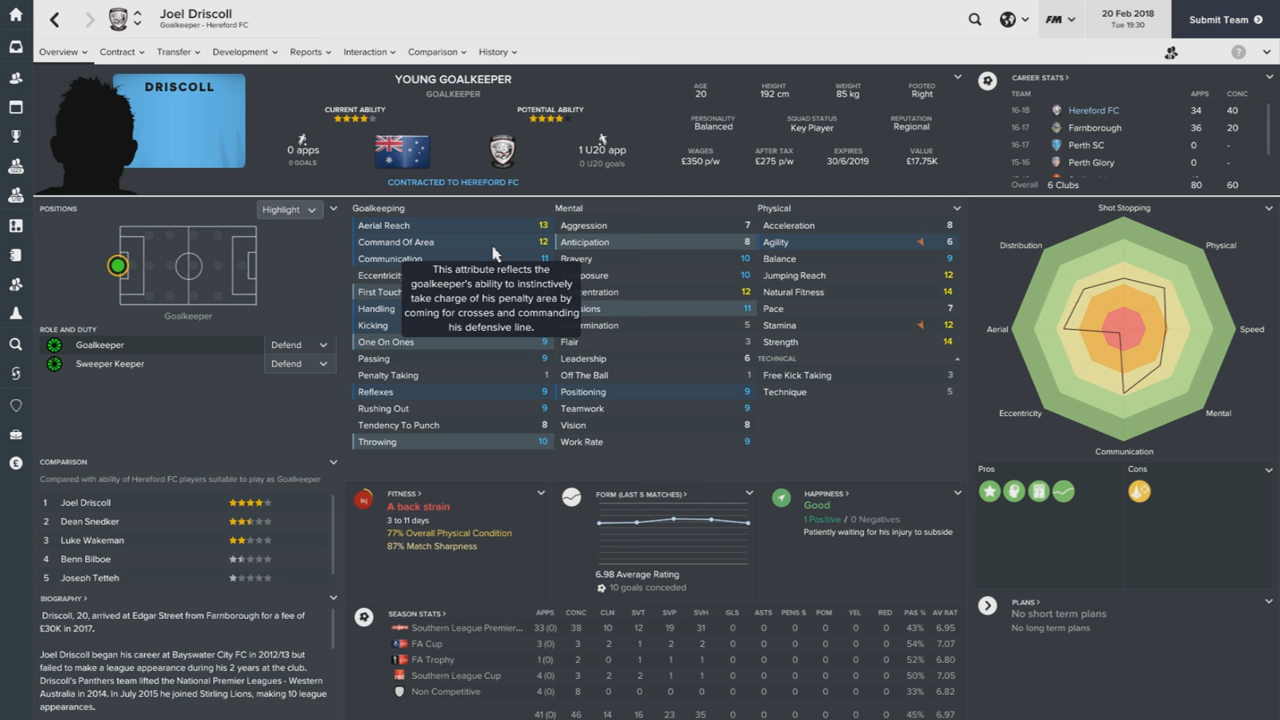 Joel Driscoll
Goalkeeper - Hereford FC
FM
20 Feb 2018
Tue 19:30
Submit Team
Overview
Contract
Transfer
Development
Reports
Interaction
Comparison
History
DRISCOLL
YOUNG GOALKEEPER
GOALKEEPER
CURRENT ABILITY
POTENTIAL ABILITY
0 apps
0 GOALS
1 U20 app
0 U20 goals
CONTRACTED TO HEREFORD FC
AGE
20
HEIGHT
192 cm
WEIGHT
85 kg
FOOTED
Right
PERSONALITY
Balanced
SQUAD STATUS
Key Player
REPUTATION
Regional
WAGES
£350 p/w
AFTER TAX
£275 p/w
EXPIRES
30/6/2019
VALUE
£17.75K
CAREER STATS >
TEAM APPS CONC
16-18 Hereford FC 34 40
16-17 Farnborough 36 20
16-17 Perth SC 0 -
15-16 Perth Glory 0 -
Overall 6 Clubs 80 60
POSITIONS
Highlight
Goalkeeper
ROLE AND DUTY
Goalkeeper Defend
Sweeper Keeper Defend
Goalkeeping
Aerial Reach 13
Command Of Area 12
Communication 11
Eccentricity
First Touch
Handling
Kicking
One On Ones 9
Passing 9
Penalty Taking 1
Reflexes 9
Rushing Out 9
Tendency To Punch 8
Throwing 10
This attribute reflects the
goalkeeper's ability to instinctively
take charge of his penalty area by
coming for crosses and commanding
his defensive line.
Mental
Aggression 7
Anticipation 8
Bravery 10
posure 10
entration 12
sions 11
rmination 5
Flair 3
Leadership 6
Off The Ball 1
Positioning 9
Teamwork 9
Vision 8
Work Rate 9
Physical
Acceleration 8
Agility 6
Balance 9
Jumping Reach 12
Natural Fitness 14
Pace 7
Stamina 12
Strength 14
TECHNICAL
Free Kick Taking 3
Technique 5
Shot Stopping
Physical
Speed
Mental
Communication
Eccentricity
Aerial
Distribution
COMPARISON
Compared with ability of Hereford FC players suitable to play as Goalkeeper
1 Joel Driscoll
2 Dean Snedker
3 Luke Wakeman
4 Benn Bilboe
5 Joseph Tetteh
BIOGRAPHY >
Driscoll, 20, arrived at Edgar Street from Farnborough for a fee of
£30K in 2017.
Joel Driscoll began his career at Bayswater City FC in 2012/13 but
failed to make a league appearance during his 2 years at the club.
Driscoll's Panthers team lifted the National Premier Leagues - Western
Australia in 2014. In July 2015 he joined Stirling Lions, making 10 league
appearances.
Inj
FITNESS >
A back strain
3 to 11 days
77% Overall Physical Condition
87% Match Sharpness
FORM (LAST 5 MATCHES) >
6.98 Average Rating
10 goals conceded
HAPPINESS >
Good
1 Positive / 0 Negatives
Patiently waiting for his injury to subside
Pros
Cons
PLANS >
No short term plans
No long term plans
SEASON STATS > APPS CONC CLN SVT SVP SVH GLS ASTS PENS S POM YEL RED PAS % AV RAT
Southern League Premier... 33 (0) 38 10 12 19 31 0 0 0 0 0 0 43% 6.95
FA Cup 3 (0) 3 2 1 2 2 0 0 0 0 0 0 54% 7.07
FA Trophy 1 (0) 2 0 1 1 1 0 0 0 0 0 0 52% 6.80
Southern League Cup 4 (0) 3 2 2 1 1 0 0 0 0 0 0 50% 7.05
Non Competitive 4 (0) 8 0 0 0 0 0 0 0 0 0 0 33% 6.82
41 (0) 46 14 16 23 35 0 0 0 0 0 0 45% 6.97